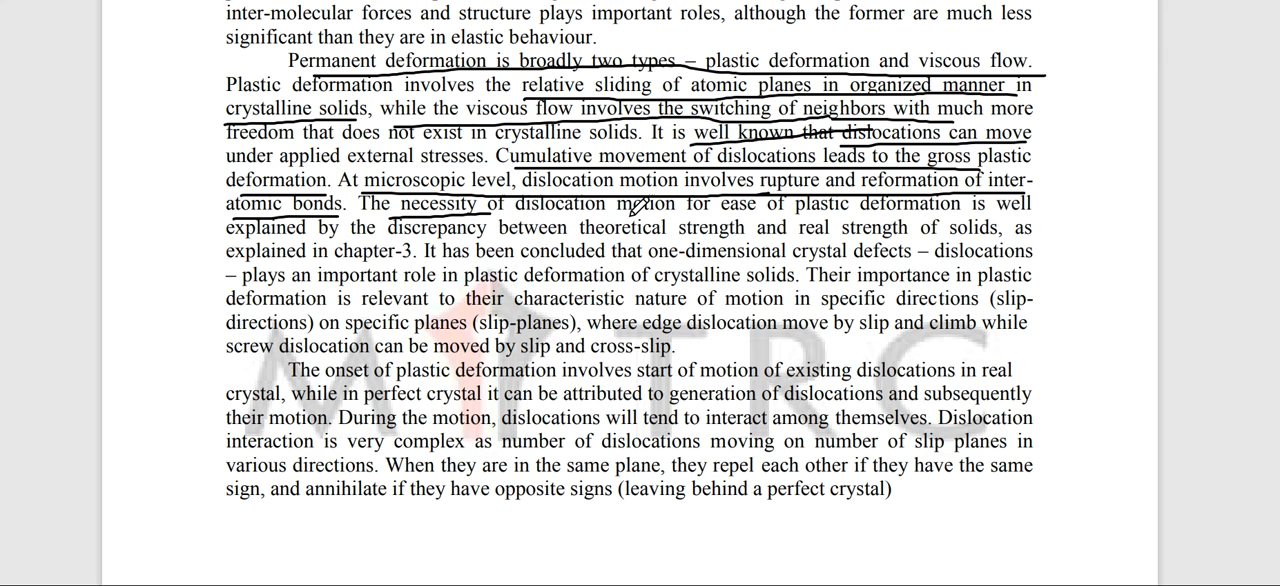 inter-molecular forces and structure plays important roles, although the former are much less
significant than they are in elastic behaviour.
Permanent deformation is broadly two types – plastic deformation and viscous flow.
Plastic deformation involves the relative sliding of atomic planes in organized manner in
crystalline solids, while the viscous flow involves the switching of neighbors with much more
freedom that does not exist in crystalline solids. It is well known that dislocations can move
under applied external stresses. Cumulative movement of dislocations leads to the gross plastic
deformation. At microscopic level, dislocation motion involves rupture and reformation of inter-
atomic bonds. The necessity of dislocation motion for ease of plastic deformation is well
explained by the discrepancy between theoretical strength and real strength of solids, as
explained in chapter-3. It has been concluded that one-dimensional crystal defects – dislocations
– plays an important role in plastic deformation of crystalline solids. Their importance in plastic
deformation is relevant to their characteristic nature of motion in specific directions (slip-
directions) on specific planes (slip-planes), where edge dislocation move by slip and climb while
screw dislocation can be moved by slip and cross-slip.
The onset of plastic deformation involves start of motion of existing dislocations in real
crystal, while in perfect crystal it can be attributed to generation of dislocations and subsequently
their motion. During the motion, dislocations will tend to interact among themselves. Dislocation
interaction is very complex as number of dislocations moving on number of slip planes in
various directions. When they are in the same plane, they repel each other if they have the same
sign, and annihilate if they have opposite signs (leaving behind a perfect crystal)